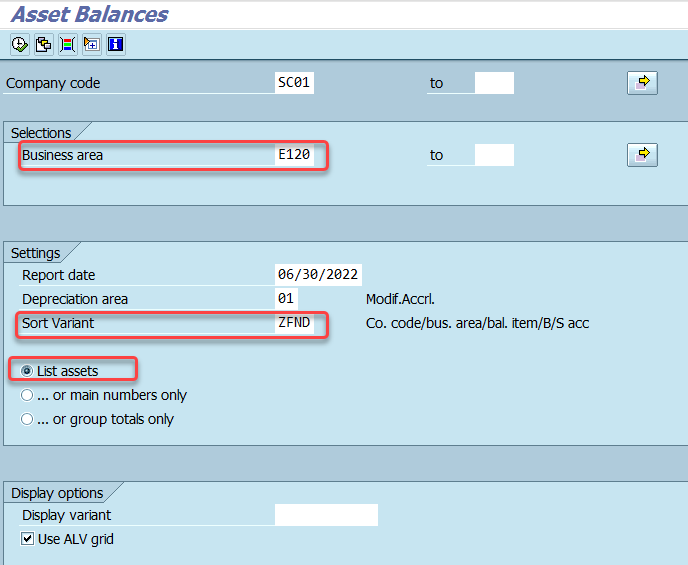 Asset Balances
Company code SC01 to
Selections
Business area E120 to
Settings
Report date 06/30/2022
Depreciation area 01 Modif.Accrl.
Sort Variant ZFND Co. code/bus. area/bal. item/B/S acc
List assets
... or main numbers only
... or group totals only
Display options
Display variant
Use ALV grid